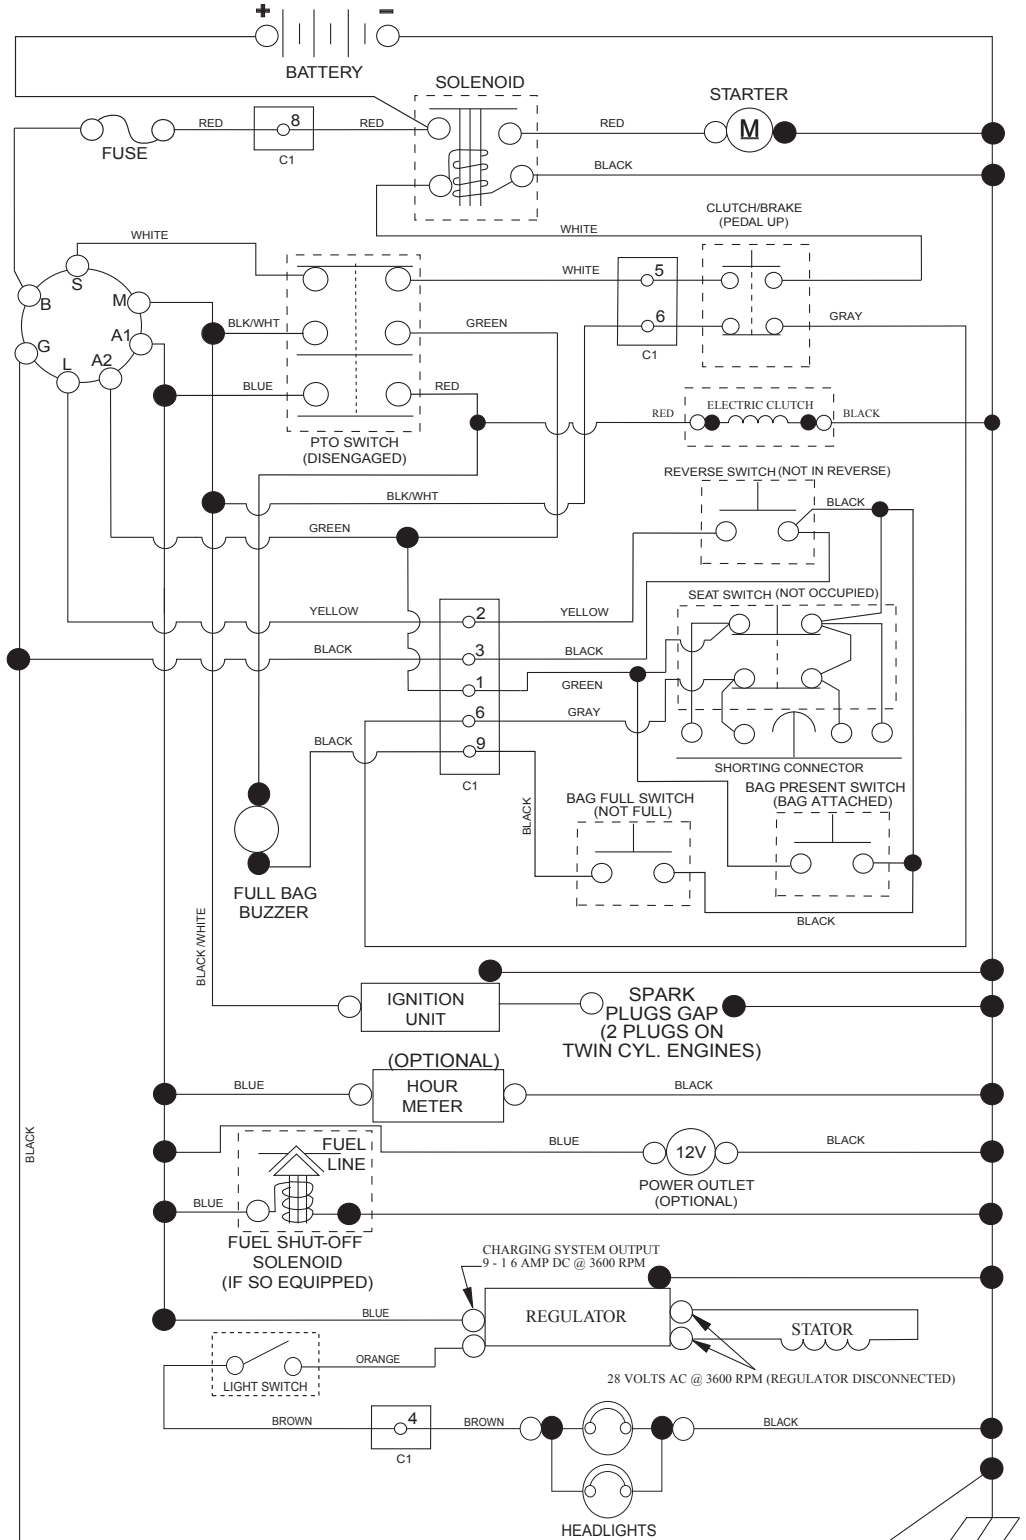 + −
BATTERY
SOLENOID
STARTER
8
RED RED RED M
FUSE
C1
BLACK
CLUTCH/BRAKE
(PEDAL UP)
WHITE
WHITE
S
WHITE 5
B M
BLK/WHT GREEN 6 GRAY
G A1
C1
L A2
BLUE RED
RED ELECTRIC CLUTCH BLACK
PTO SWITCH
(DISENGAGED)
REVERSE SWITCH (NOT IN REVERSE)
BLK/WHT BLACK
GREEN
SEAT SWITCH (NOT OCCUPIED)
YELLOW 2 YELLOW
BLACK 3 BLACK
1 GREEN
6 GRAY
BLACK 9
SHORTING CONNECTOR
C1
BAG PRESENT SWITCH
(BAG ATTACHED)
BAG FULL SWITCH
(NOT FULL)
BLACK
FULL BAG
BUZZER
BLACK
BLACK /WHITE
IGNITION
UNIT
SPARK
PLUGS GAP
(2 PLUGS ON
TWIN CYL. ENGINES)
(OPTIONAL)
BLUE HOUR
METER BLACK
BLACK
FUEL
LINE
BLUE 12V BLACK
POWER OUTLET
(OPTIONAL)
BLUE
FUEL SHUT-OFF
SOLENOID
(IF SO EQUIPPED)
CHARGING SYSTEM OUTPUT
9 - 1 6 AMP DC @ 3600 RPM
BLUE REGULATOR STATOR
ORANGE
LIGHT SWITCH
28 VOLTS AC @ 3600 RPM (REGULATOR DISCONNECTED)
BROWN 4 BROWN BLACK
C1
HEADLIGHTS